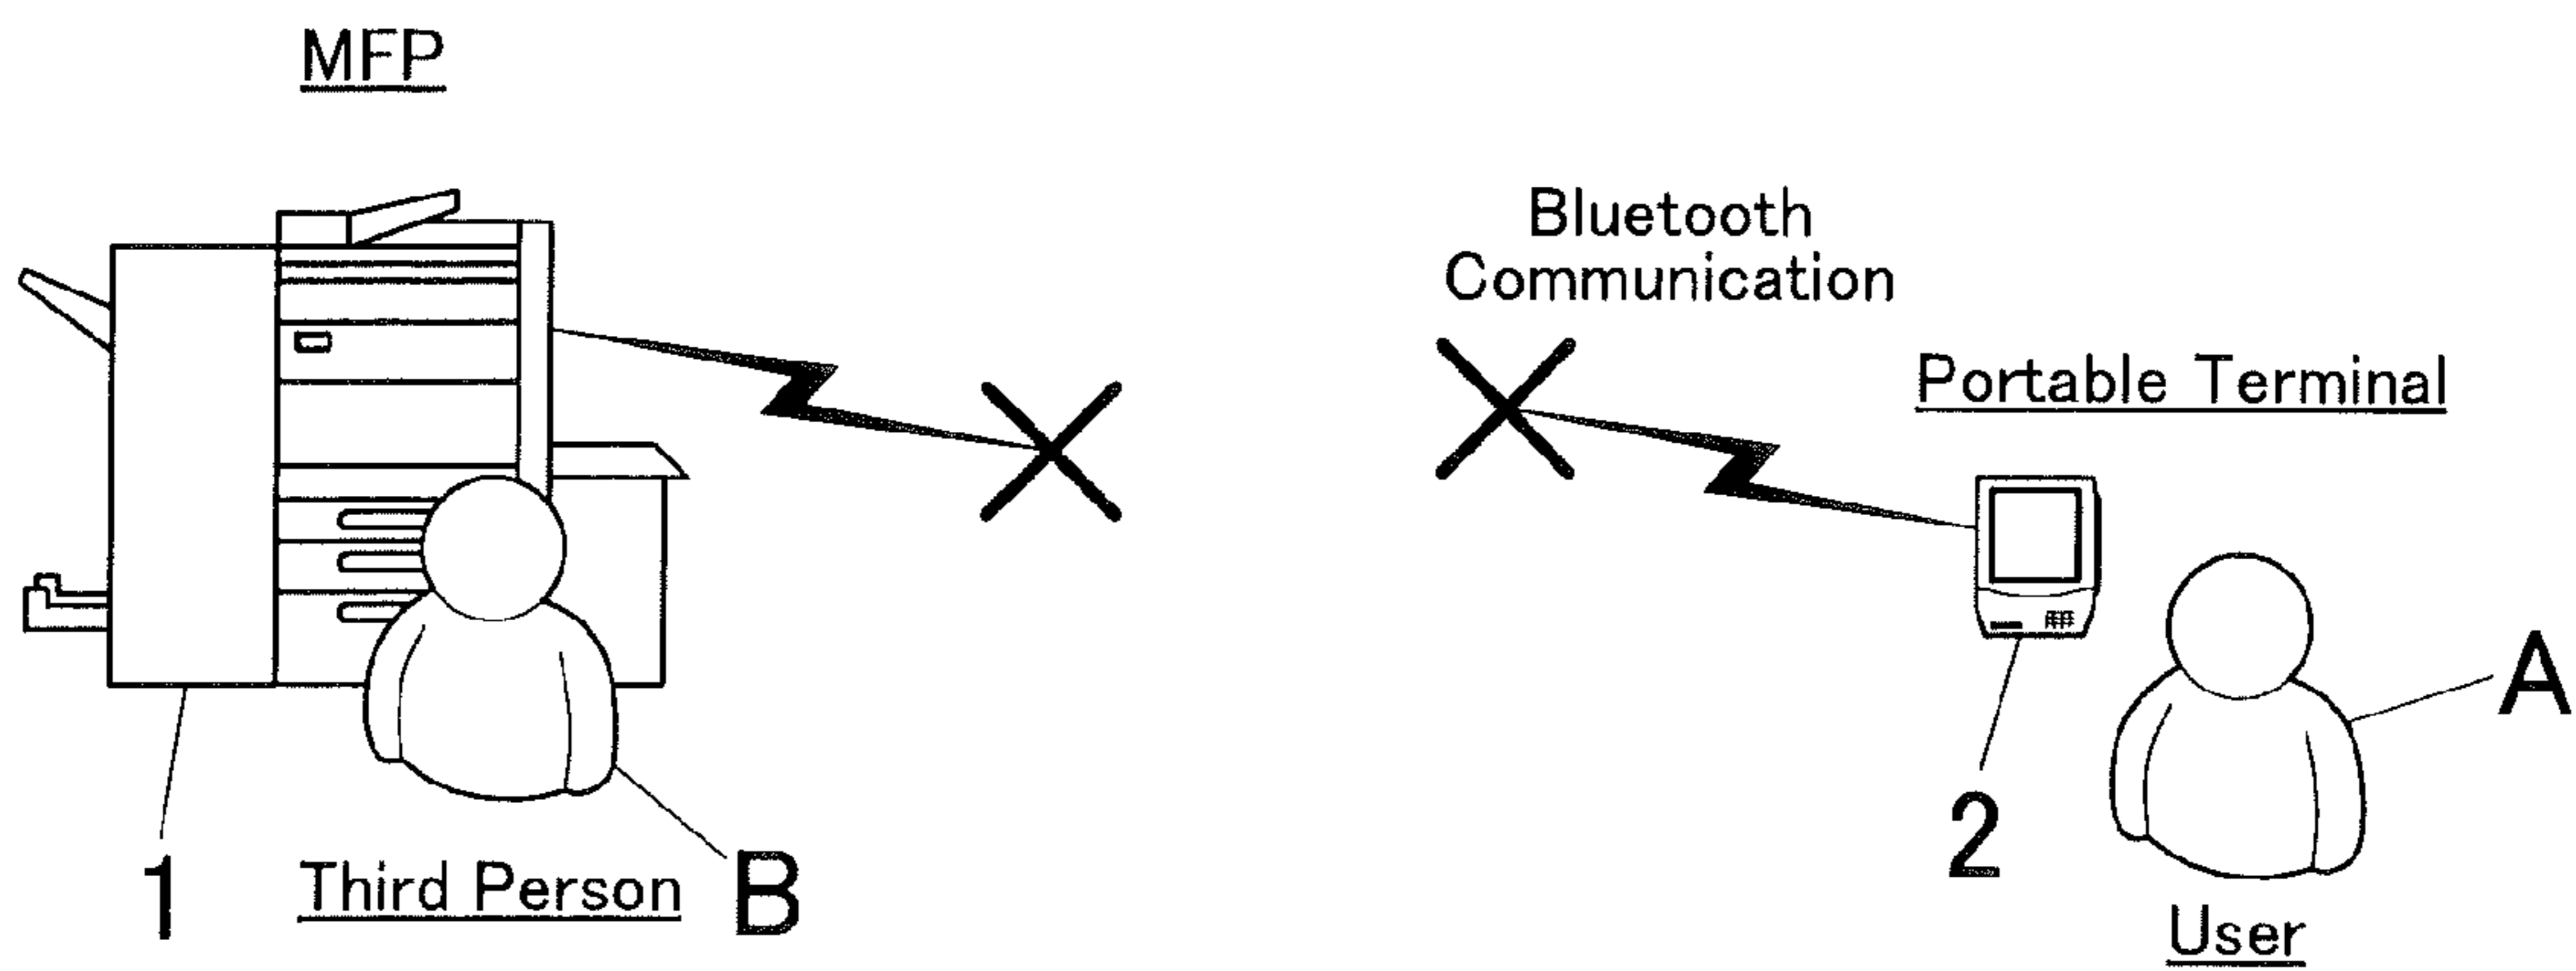 MFP
Bluetooth
Communication
Portable Terminal
A
2
1
Third Person
B
User